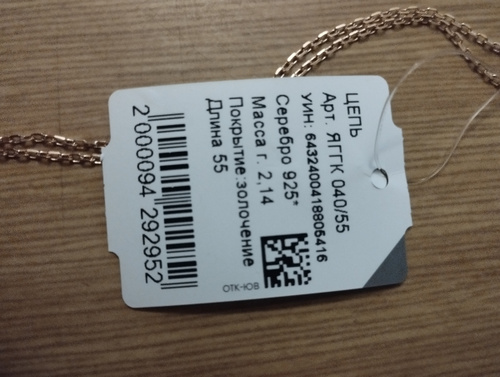 ЦЕПЬ
Арт. ЯГГК 040/55
УИН: 6432400418806416
Серебро 925*
Масса г. 2,14
Покрытие:золочение
Длина 55
2 000094 292952
ОТК-ЮВ